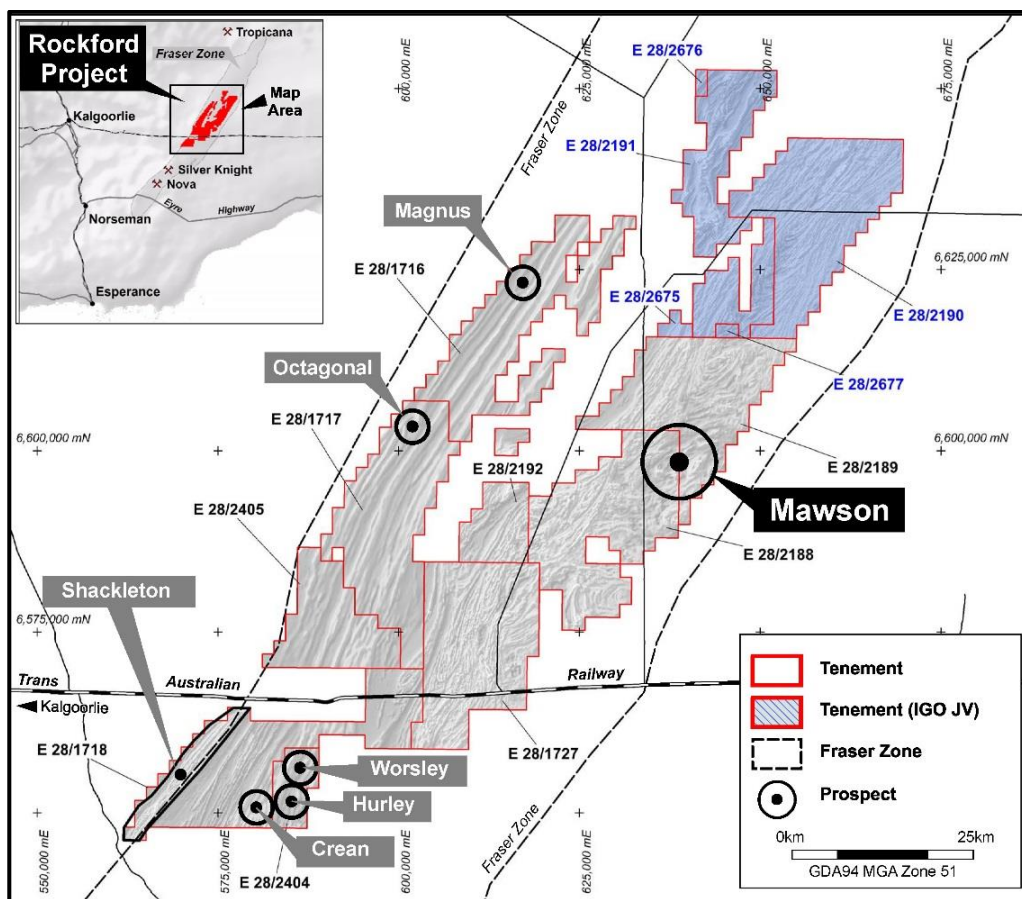 Tropicana
Fraser Zone
Rockford
Project
Map
Area
Kalgoorlie
Silver Knight
Nova
Norseman
Eyre
Highway
Esperance
600,000 mE
625,000 mE
650,000 mE
E 28/2676
Fraser Zone
E 28/2191
Magnus
E 28/1716
6,625,000 mN
E 28/2675
E 28/2190
Octagonal
E 28/2677
E 28/1717
6,600,000 mN
6,600,000 mN
E 28/2192
E 28/2189
E 28/2405
Mawson
E 28/2188
Shackleton
6,575,000 mN
6,575,000 mN
Trans
Australian
Railway
Kalgoorlie
E 28/1718
E 28/1727
Worsley
Hurley
Crean
E 28/2404
Fraser Zone
550,000 mE
575,000 mE
600,000 mE
625,000 mE
Tenement
Tenement (IGO JV)
Fraser Zone
Prospect
0km
25km
GDA94 MGA Zone 51